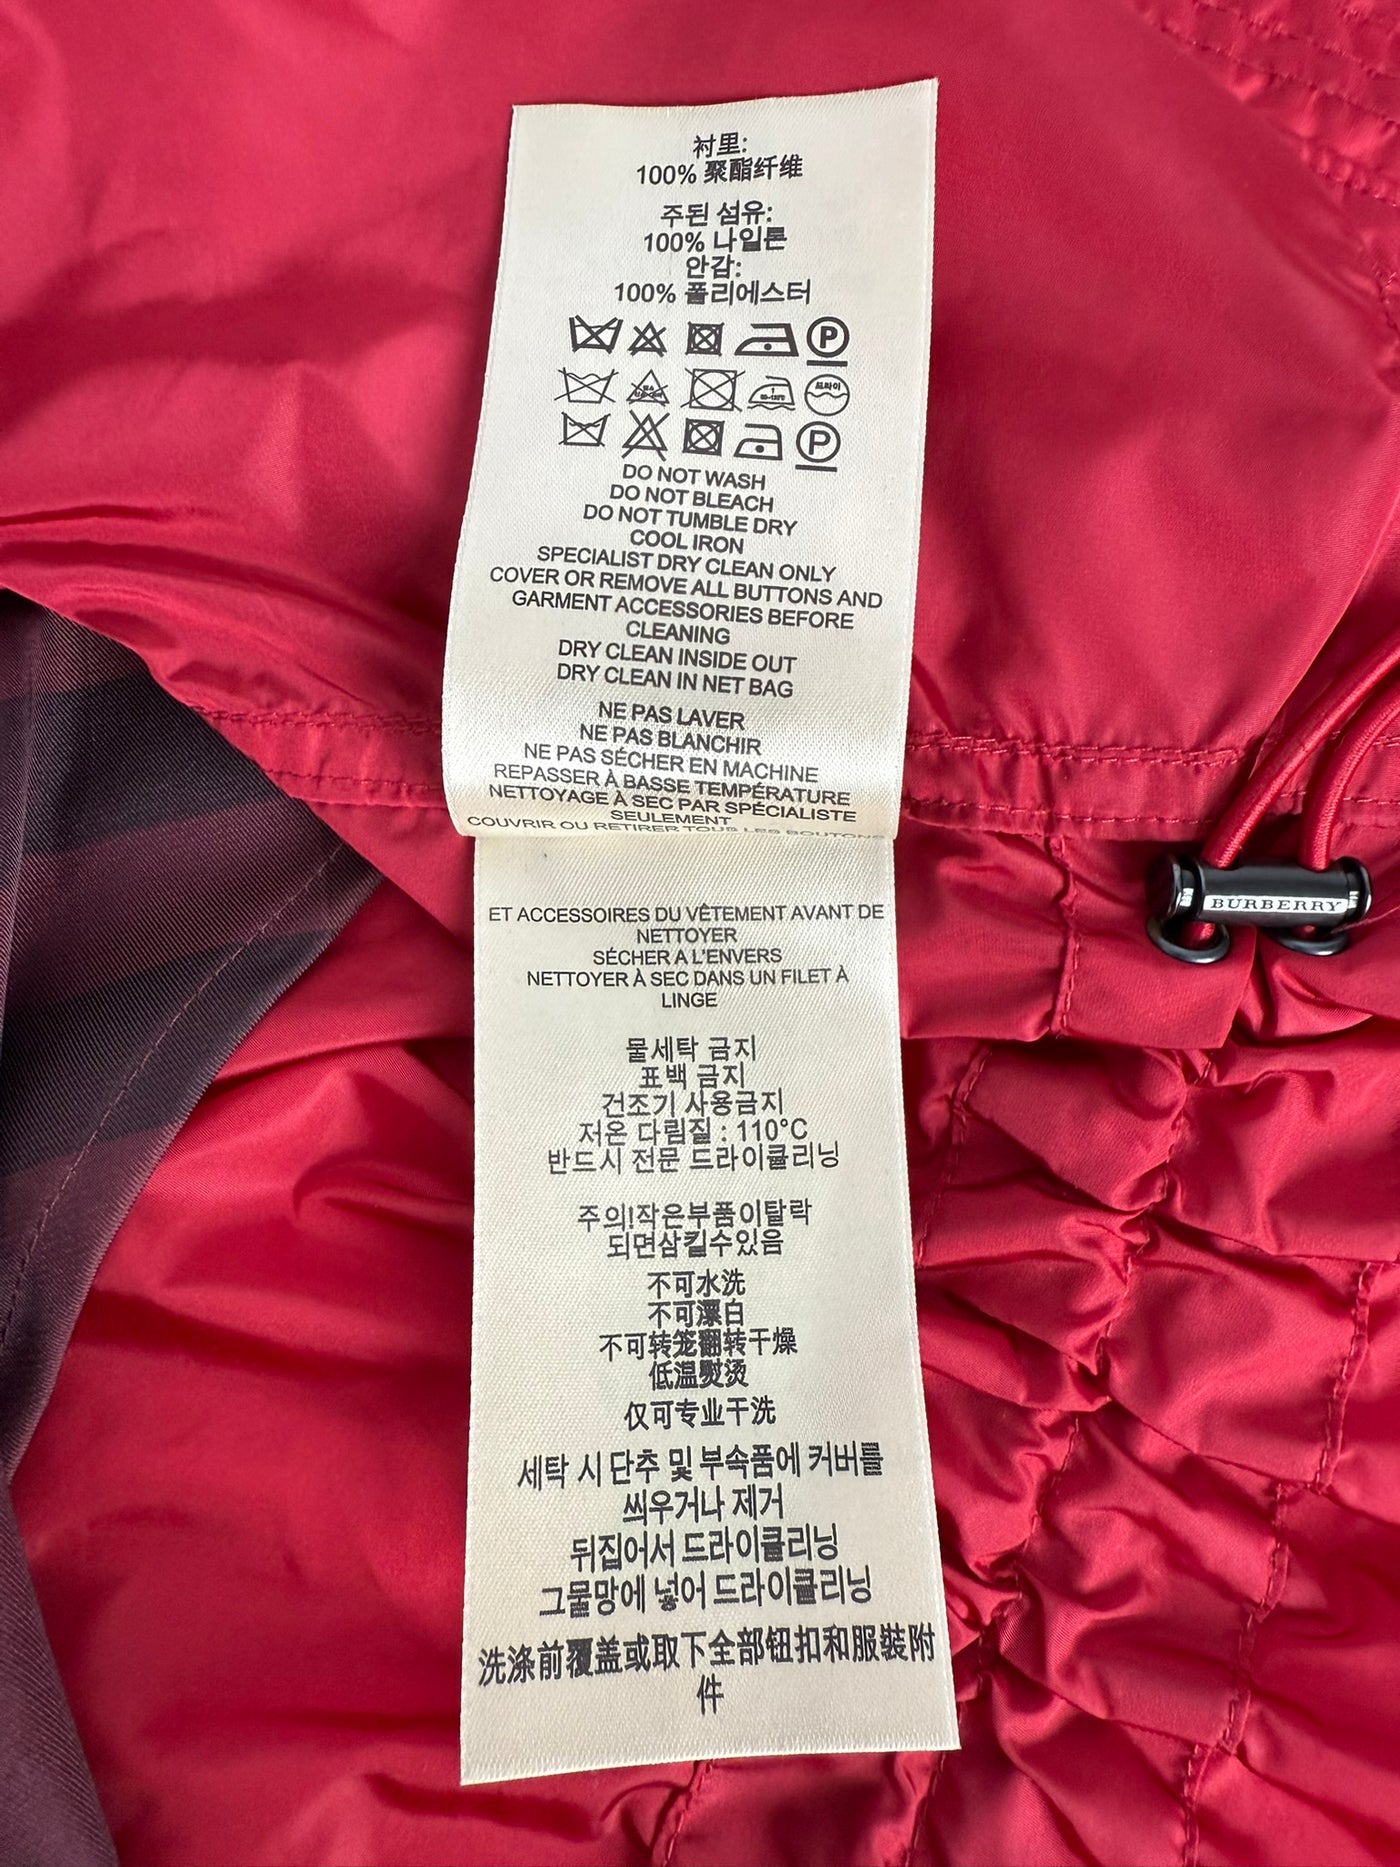 衬里:
100% 聚酯纤维
주된 섬유:
100% 나일론
안감:
100% 폴리에스터
P
드라이
P
DO NOT WASH
DO NOT BLEACH
DO NOT TUMBLE DRY
COOL IRON
SPECIALIST DRY CLEAN ONLY
COVER OR REMOVE ALL BUTTONS AND
GARMENT ACCESSORIES BEFORE
CLEANING
DRY CLEAN INSIDE OUT
DRY CLEAN IN NET BAG
NE PAS LAVER
NE PAS BLANCHIR
NE PAS SÉCHER EN MACHINE
REPASSER À BASSE TEMPÉRATURE
NETTOYAGE À SEC PAR SPÉCIALISTE
SEULEMENT
COUVRIR OU RETIRER TOUS LES BOUTONS
BURBERRY
ET ACCESSOIRES DU VÊTEMENT AVANT DE
NETTOYER
SÉCHER A L'ENVERS
NETTOYER À SEC DANS UN FILET À
LINGE
물세탁 금지
표백 금지
건조기 사용금지
저온 다림질 : 110°C
반드시 전문 드라이클리닝
주의!작은부품이탈락
되면삼킬수있음
不可水洗
不可漂白
不可转笼翻转干燥
低温熨烫
仅可专业干洗
세탁 시 단추 및 부속품에 커버를
씌우거나 제거
뒤집어서 드라이클리닝
그물망에 넣어 드라이클리닝
洗涤前覆盖或取下全部钮扣和服裝附
件